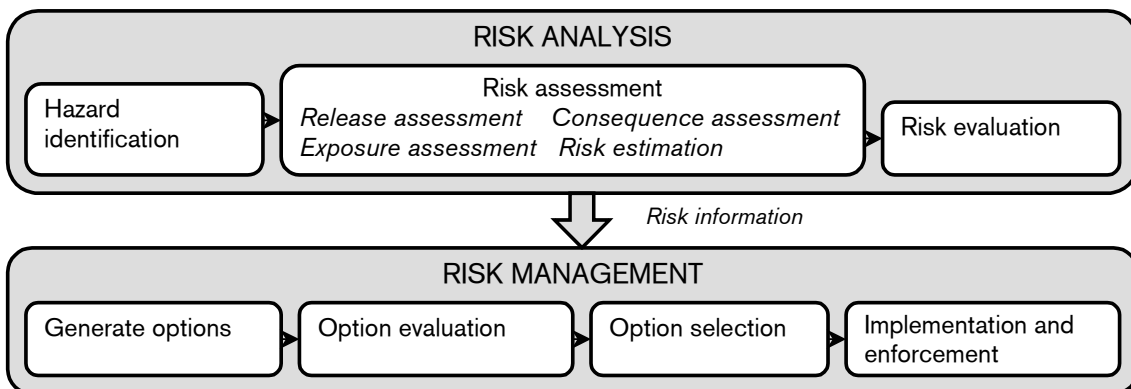 RISK ANALYSIS
Hazard
identification
Risk assessment
Release assessment Consequence assessment
Exposure assessment Risk estimation
Risk evaluation
Risk information
RISK MANAGEMENT
Generate options
Option evaluation
Option selection
Implementation and
enforcement